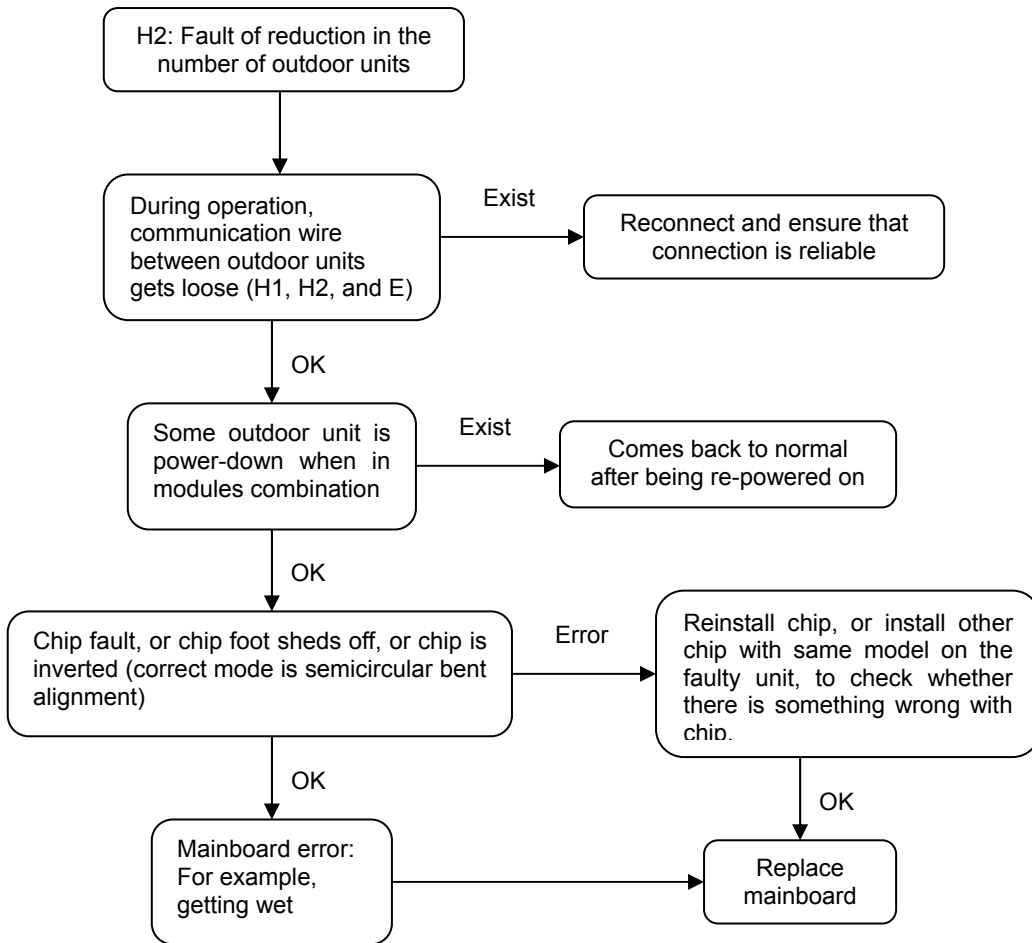 H2: Fault of reduction in the
number of outdoor units
During operation,
communication wire
between outdoor units
gets loose (H1, H2, and E)
Exist
Reconnect and ensure that
connection is reliable
OK
Some outdoor unit is
power-down when in
modules combination
Exist
Comes back to normal
after being re-powered on
OK
Chip fault, or chip foot sheds off, or chip is
inverted (correct mode is semicircular bent
alignment)
Error
Reinstall chip, or install other
chip with same model on the
faulty unit, to check whether
there is something wrong with
chip.
OK
OK
Mainboard error:
For example,
getting wet
Replace
mainboard